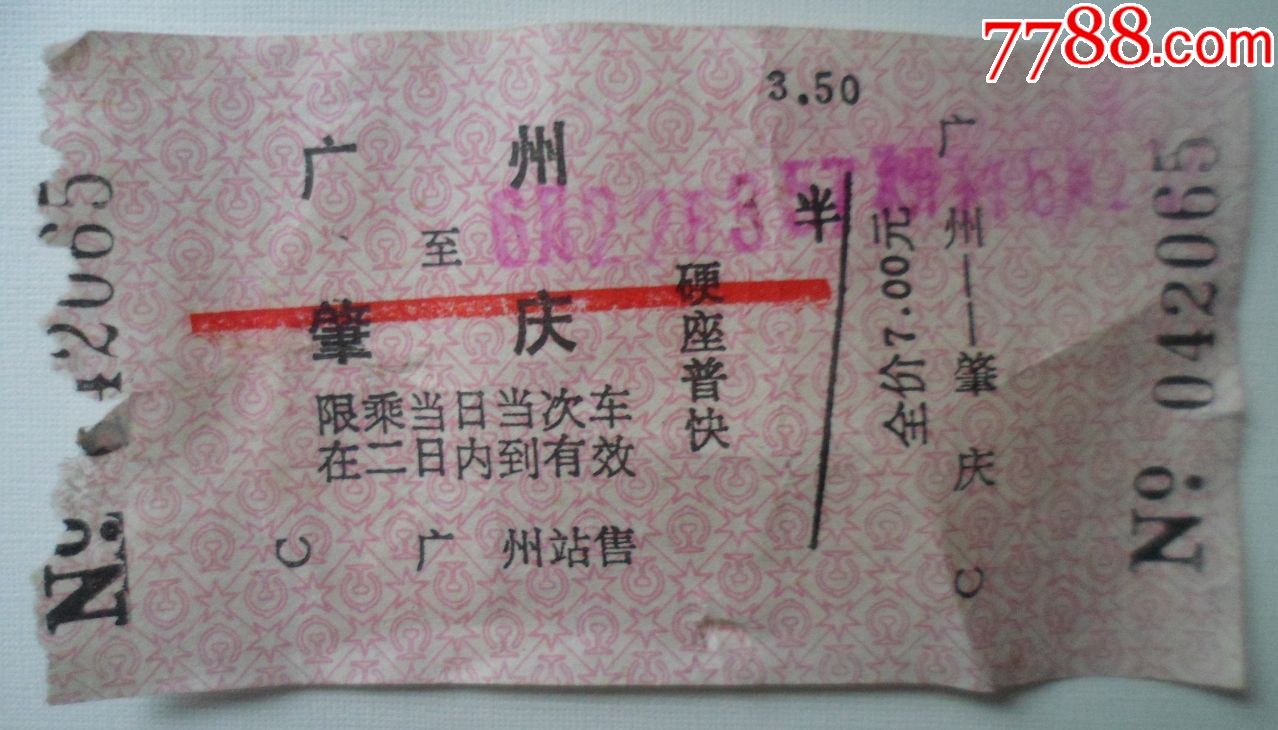 7788.com
3.50
广州
至
肇庆
硬座普快
半
限乘当日当次车
在二日内到有效
C 广州站售
全价7.00元
广州——肇庆 C
No. 042065